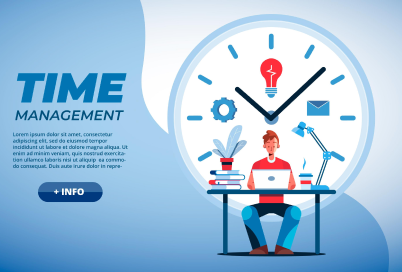 TIME
MANAGEMENT
Lorem ipsum dolor sit amet, consectetur
adipiscing elit, sed do eiusmod tempor
incididunt ut labore et dolore magna aliqua. Ut
enim ad minim veniam, quis nostrud exercita-
tion ullamco laboris nisi ut aliquip ea commo-
do consequat. Duis aute irure dolor in repre-
+ INFO